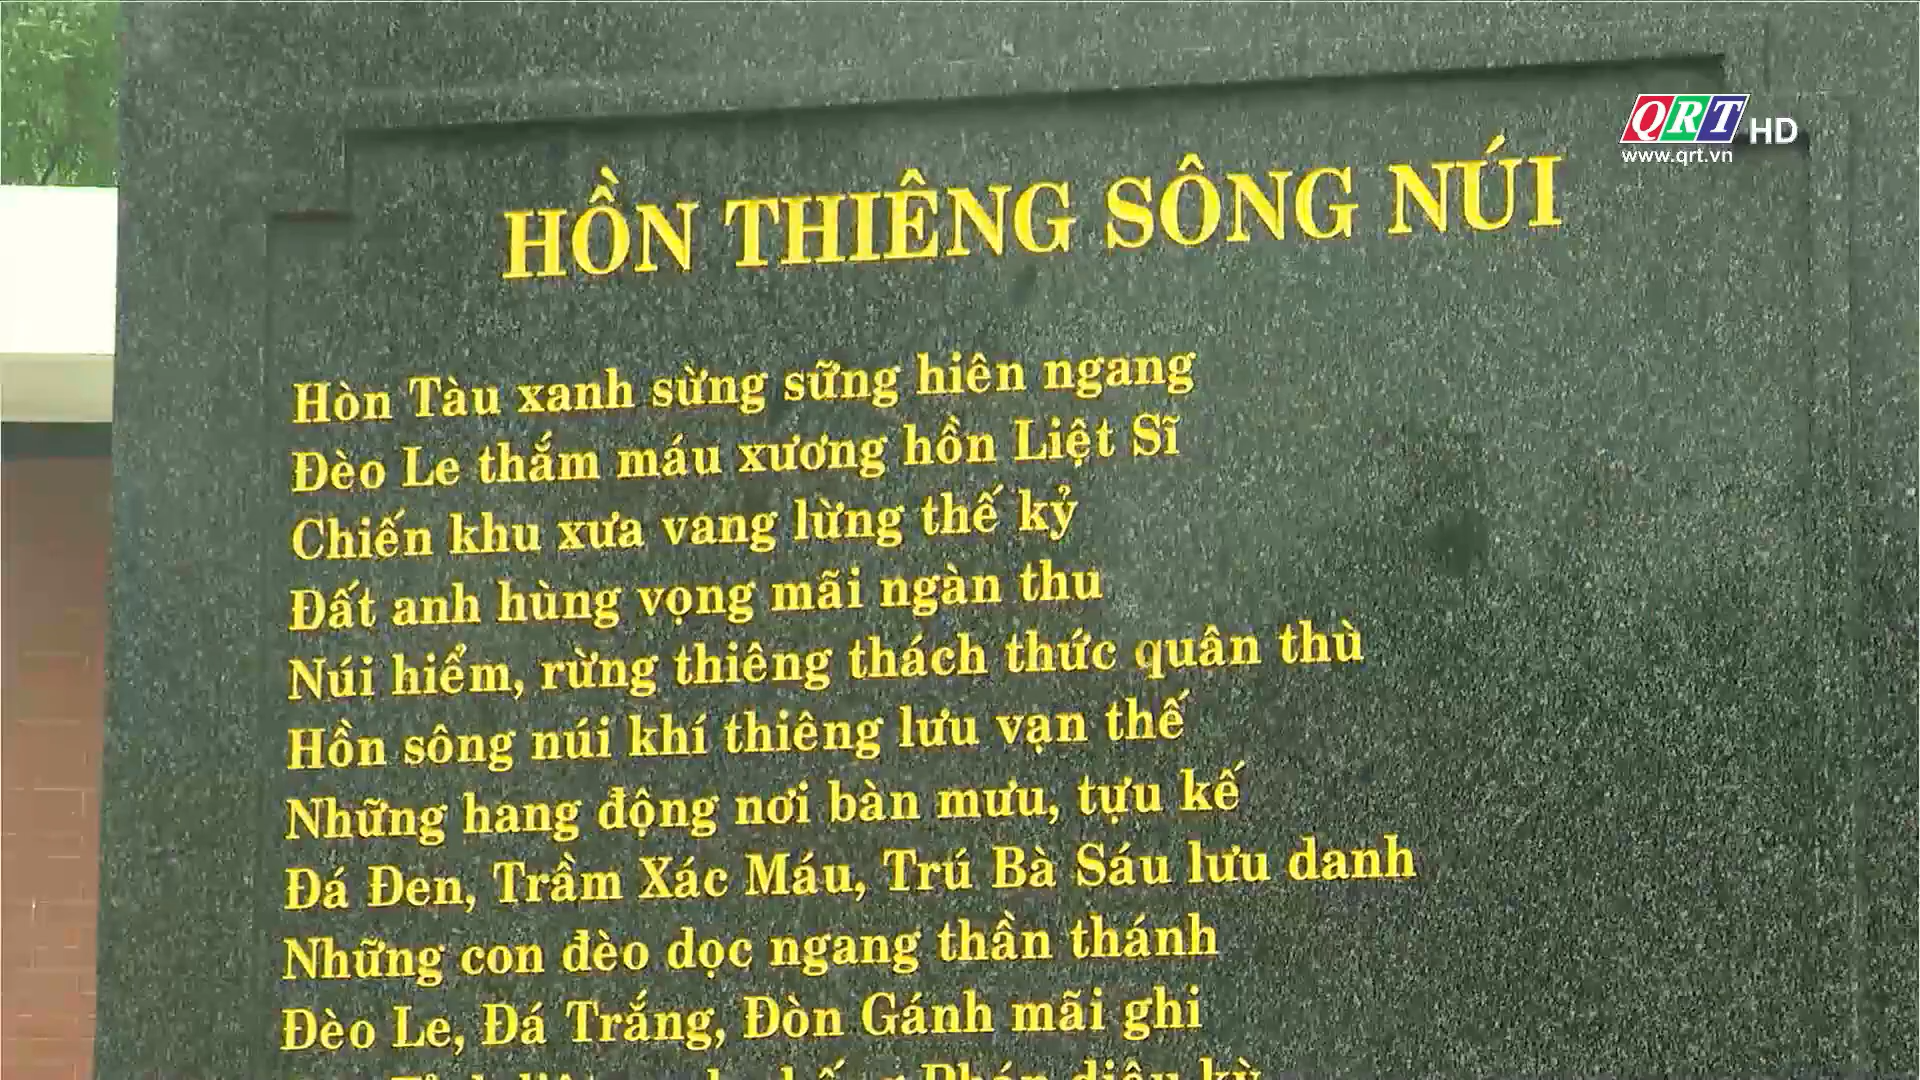 QRT HD
www.qrt.vn
HỒN THIÊNG SÔNG NÚI
Hòn Tàu xanh sừng sững hiên ngang
Đèo Le thắm máu xương hồn Liệt Sĩ
Chiến khu xưa vang lừng thế kỷ
Đất anh hùng vọng mãi ngàn thu
Núi hiểm, rừng thiêng thách thức quân thù
Hồn sông núi khí thiêng lưu vạn thế
Những hang động nơi bàn mưu, tựu kế
Đá Đen, Trầm Xác Máu, Trú Bà Sáu lưu danh
Những con đèo dọc ngang thần thánh
Đèo Le, Đá Trắng, Đòn Gánh mãi ghi
Pháp diệu kỳ